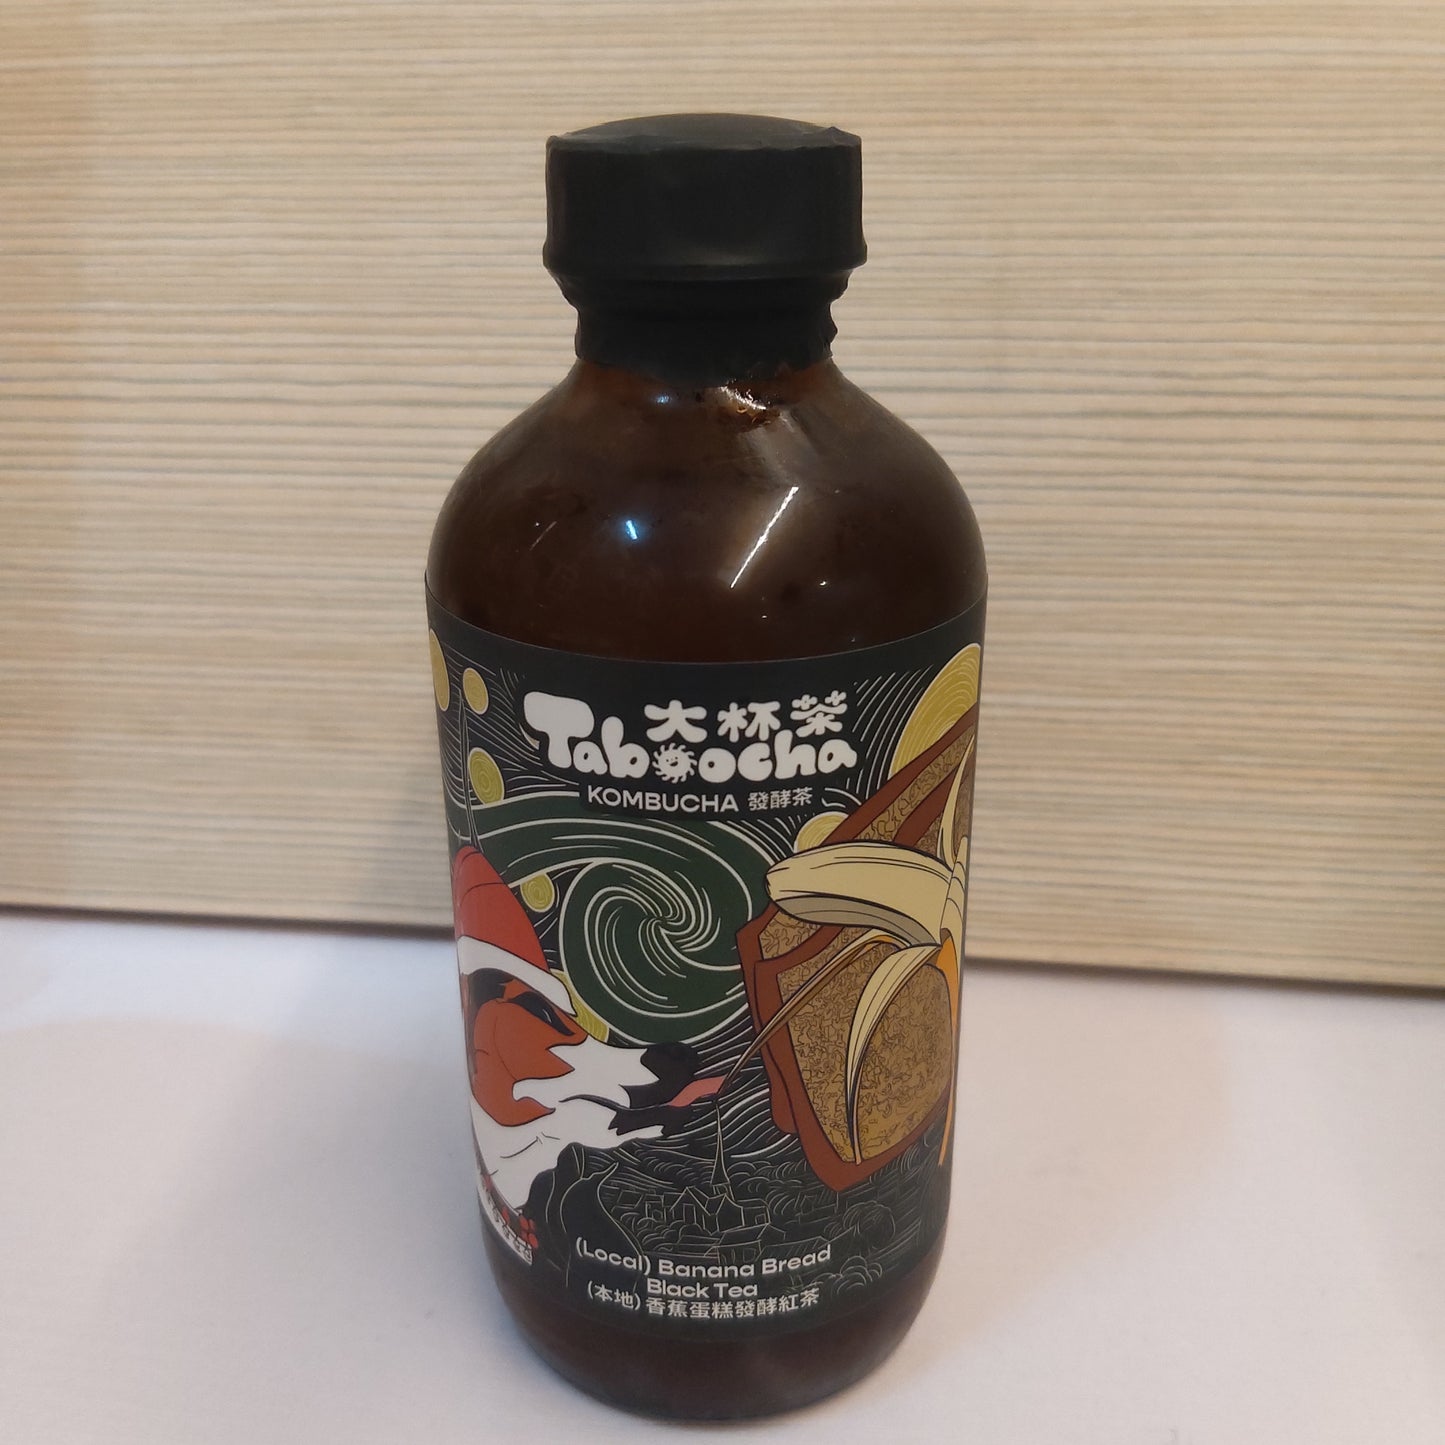 大杯茶
Taboocha
KOMBUCHA 發酵茶
(Local) Banana Bread
Black Tea
(本地) 香蕉蛋糕發酵紅茶